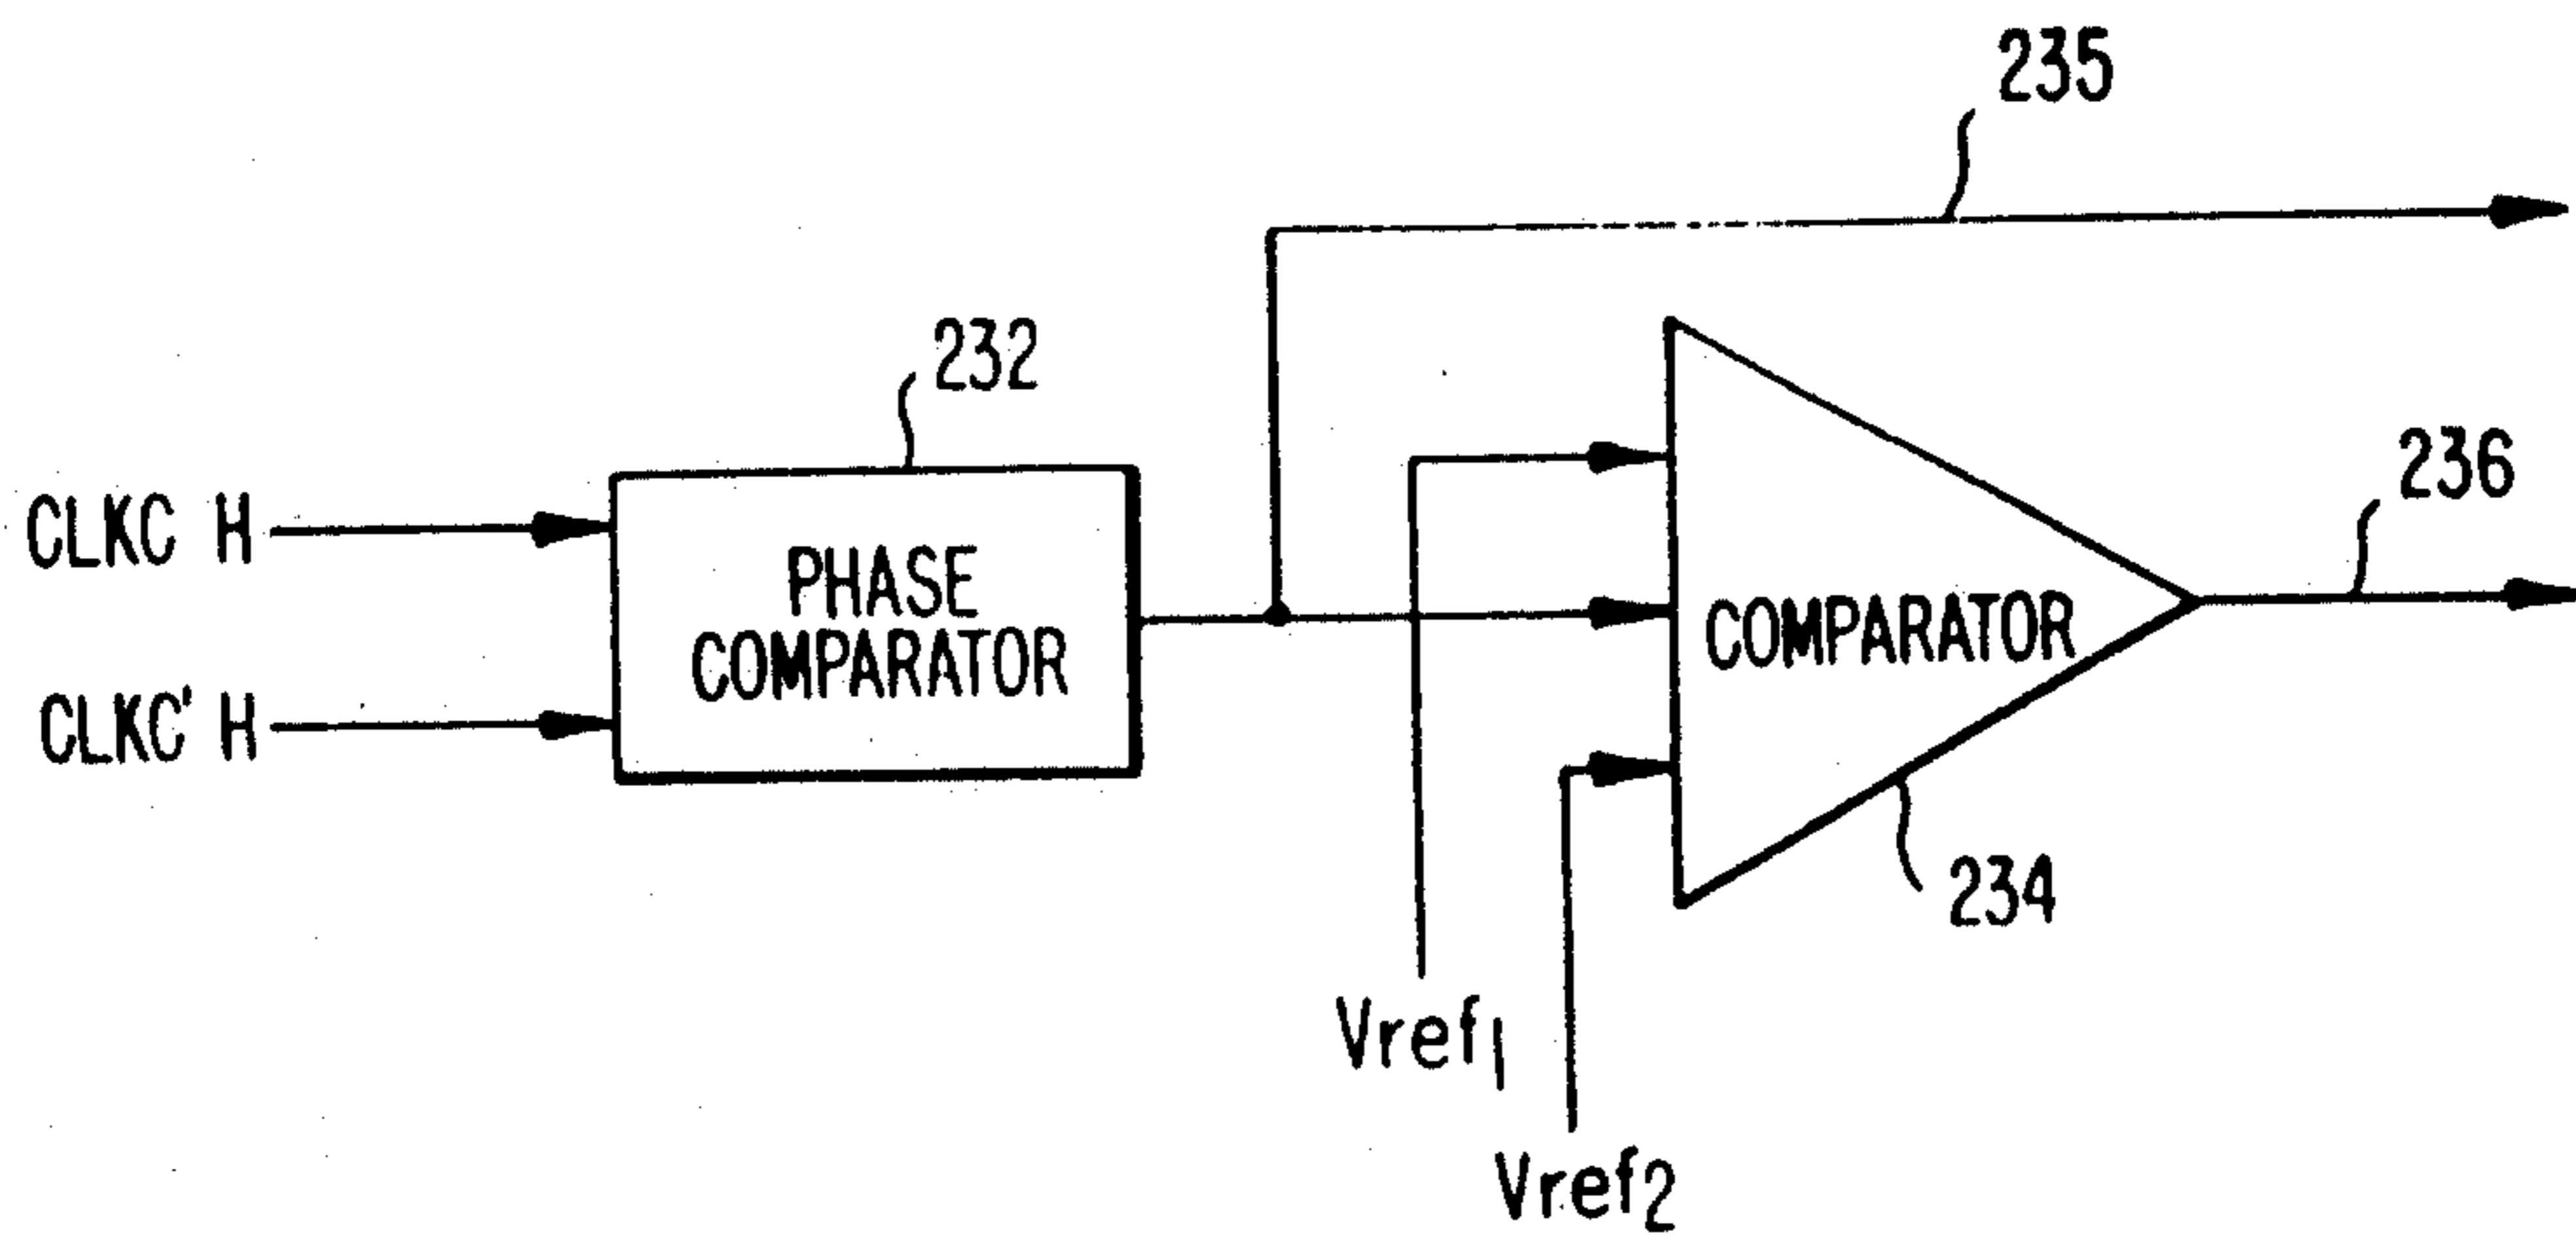 235
232
236
CLKC H
PHASE
COMPARATOR
COMPARATOR
CLKC' H
234
Vref1
Vref2